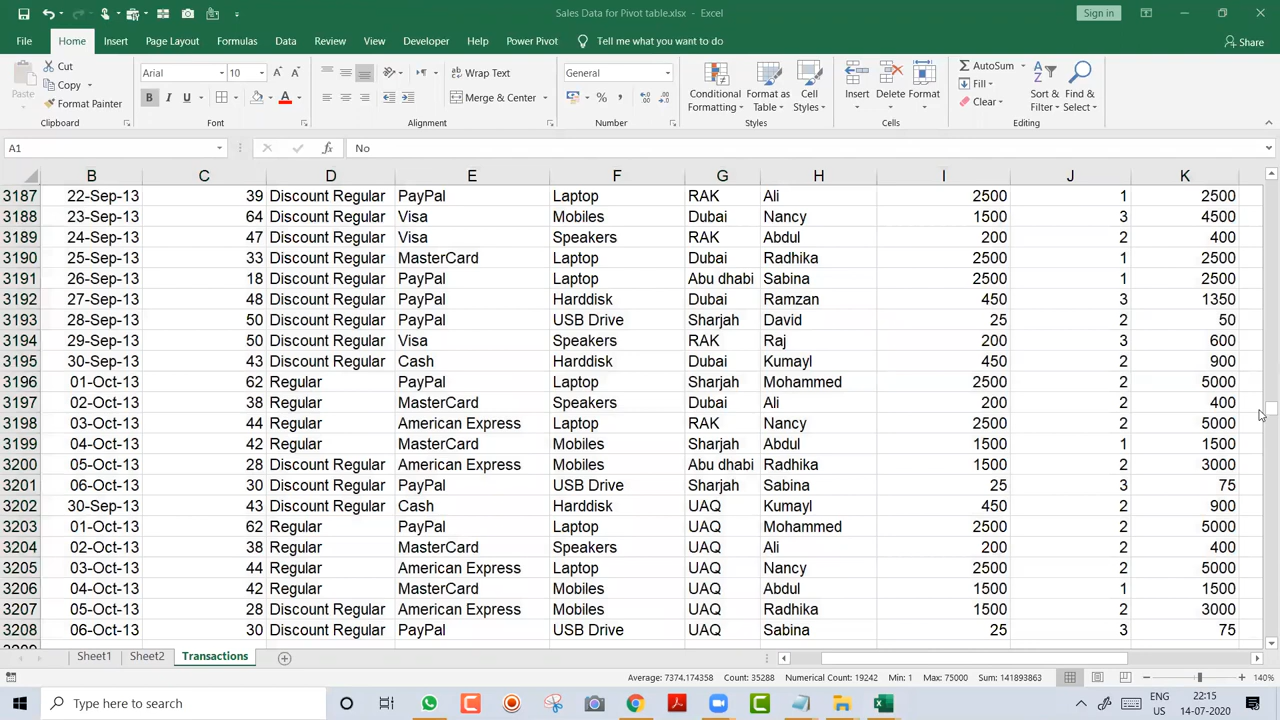 Sales Data for Pivot table.xlsx - Excel
Sign in
File Home Insert Page Layout Formulas Data Review View Developer Help Power Pivot Tell me what you want to do Share
Paste
Cut
Copy
Format Painter
Clipboard
Arial 10
B I U
Font
Wrap Text
Merge & Center
Alignment
General
Number
Conditional Formatting
Format as Table
Cell Styles
Styles
Insert Delete Format
Cells
AutoSum
Fill
Clear
Sort & Filter
Find & Select
Editing
A1 fx No
B C D E F G H I J K
3187 22-Sep-13 39 Discount Regular PayPal Laptop RAK Ali 2500 1 2500
3188 23-Sep-13 64 Discount Regular Visa Mobiles Dubai Nancy 1500 3 4500
3189 24-Sep-13 47 Discount Regular Visa Speakers RAK Abdul 200 2 400
3190 25-Sep-13 33 Discount Regular MasterCard Laptop Dubai Radhika 2500 1 2500
3191 26-Sep-13 18 Discount Regular PayPal Laptop Abu dhabi Sabina 2500 1 2500
3192 27-Sep-13 48 Discount Regular PayPal Harddisk Dubai Ramzan 450 3 1350
3193 28-Sep-13 50 Discount Regular PayPal USB Drive Sharjah David 25 2 50
3194 29-Sep-13 50 Discount Regular Visa Speakers RAK Raj 200 3 600
3195 30-Sep-13 43 Discount Regular Cash Harddisk Dubai Kumayl 450 2 900
3196 01-Oct-13 62 Regular PayPal Laptop Sharjah Mohammed 2500 2 5000
3197 02-Oct-13 38 Regular MasterCard Speakers Dubai Ali 200 2 400
3198 03-Oct-13 44 Regular American Express Laptop RAK Nancy 2500 2 5000
3199 04-Oct-13 42 Regular MasterCard Mobiles Sharjah Abdul 1500 1 1500
3200 05-Oct-13 28 Discount Regular American Express Mobiles Abu dhabi Radhika 1500 2 3000
3201 06-Oct-13 30 Discount Regular PayPal USB Drive Sharjah Sabina 25 3 75
3202 30-Sep-13 43 Discount Regular Cash Harddisk UAQ Kumayl 450 2 900
3203 01-Oct-13 62 Regular PayPal Laptop UAQ Mohammed 2500 2 5000
3204 02-Oct-13 38 Regular MasterCard Speakers UAQ Ali 200 2 400
3205 03-Oct-13 44 Regular American Express Laptop UAQ Nancy 2500 2 5000
3206 04-Oct-13 42 Regular MasterCard Mobiles UAQ Abdul 1500 1 1500
3207 05-Oct-13 28 Discount Regular American Express Mobiles UAQ Radhika 1500 2 3000
3208 06-Oct-13 30 Discount Regular PayPal USB Drive UAQ Sabina 25 3 75
Sheet1 Sheet2 Transactions
Average: 7374.174358 Count: 35288 Numerical Count: 19242 Min: 1 Max: 75000 Sum: 141893863 140%
Type here to search
ENG US
22:15
14-07-2020